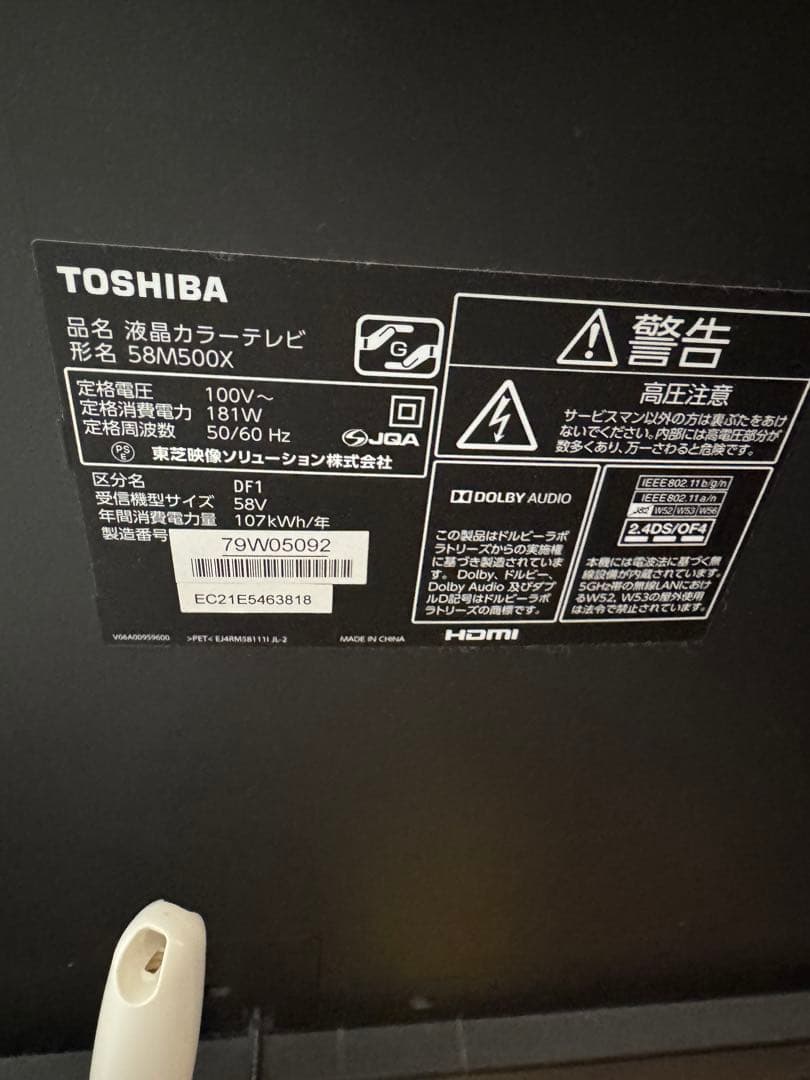 TOSHIBA
品名 液晶カラーテレビ
形名 58M500X
G
定格電圧 100V～
定格消費電力 181W
定格周波数 50/60 Hz
JQA
PS
E
東芝映像ソリューション株式会社
区分名 DF1
受信機型サイズ 58V
年間消費電力量 107kWh/年
製造番号
79W05092
EC21E5463818
V06A00959600 >PET< EJ4RM58111I JL-2 MADE IN CHINA
警告
高圧注意
サービスマン以外の方は裏ぶたをあけ
ないでください。内部には高電圧部分が
数多くあり、万一さわると危険です。
DOLBY AUDIO
この製品はドルビーラボ
ラトリーズからの実施権
に基づき製造されていま
す。Dolby、ドルビー、
Dolby Audio 及びダブ
ルD記号はドルビーラボ
ラトリーズの商標です。
IEEE802.11b/g/n
IEEE802.11a/n
J52 W52 W53 W56
2.4DS/OF4
本機には電波法に基づく無
線設備が内蔵されています。
5GHz帯の無線LANにおけ
るW52、W53の屋外使用
は法令で禁止されています。
HDMI